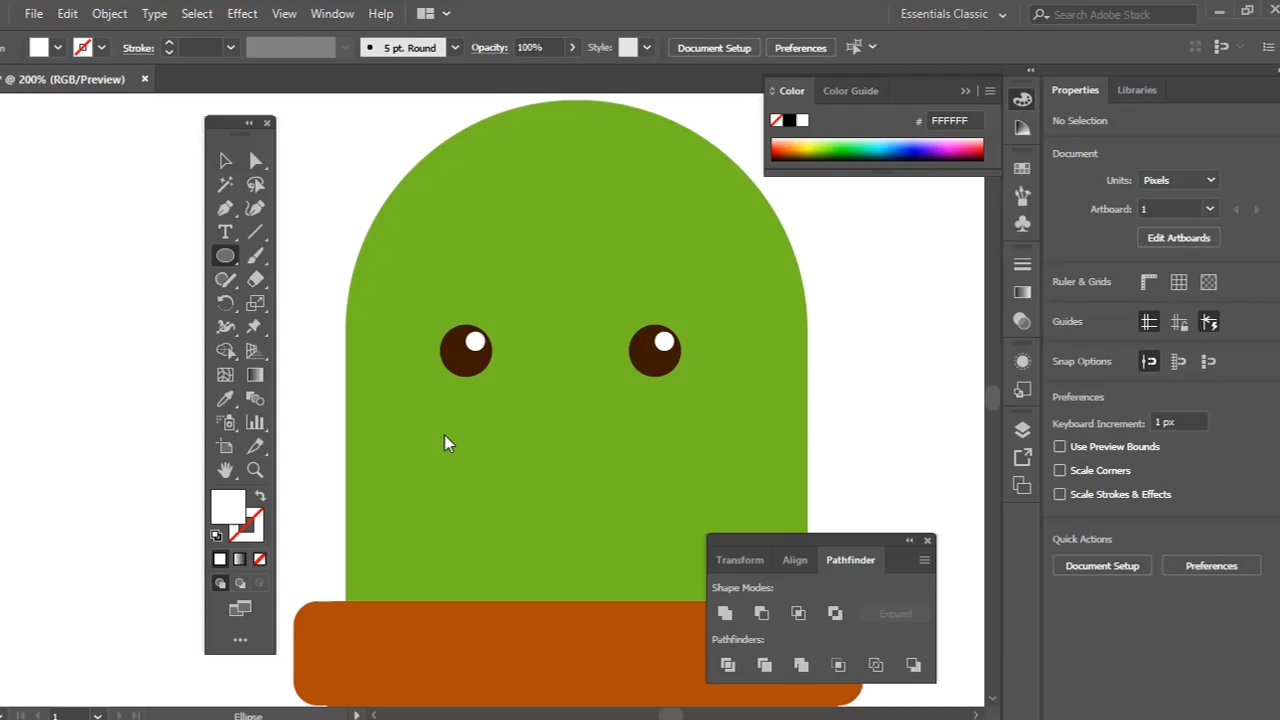 File Edit Object Type Select Effect View Window Help Essentials Classic Search Adobe Stock
Stroke: 5 pt. Round Opacity: 100% Style: Document Setup Preferences
@ 200% (RGB/Preview)
Color Color Guide
# FFFFFF
Properties Libraries
No Selection
Document
Units: Pixels
Artboard: 1
Edit Artboards
Ruler & Grids
Guides
Snap Options
Preferences
Keyboard Increment: 1 px
Use Preview Bounds
Scale Corners
Scale Strokes & Effects
Quick Actions
Document Setup Preferences
Transform Align Pathfinder
Shape Modes:
Expand
Pathfinders:
1 Ellipse